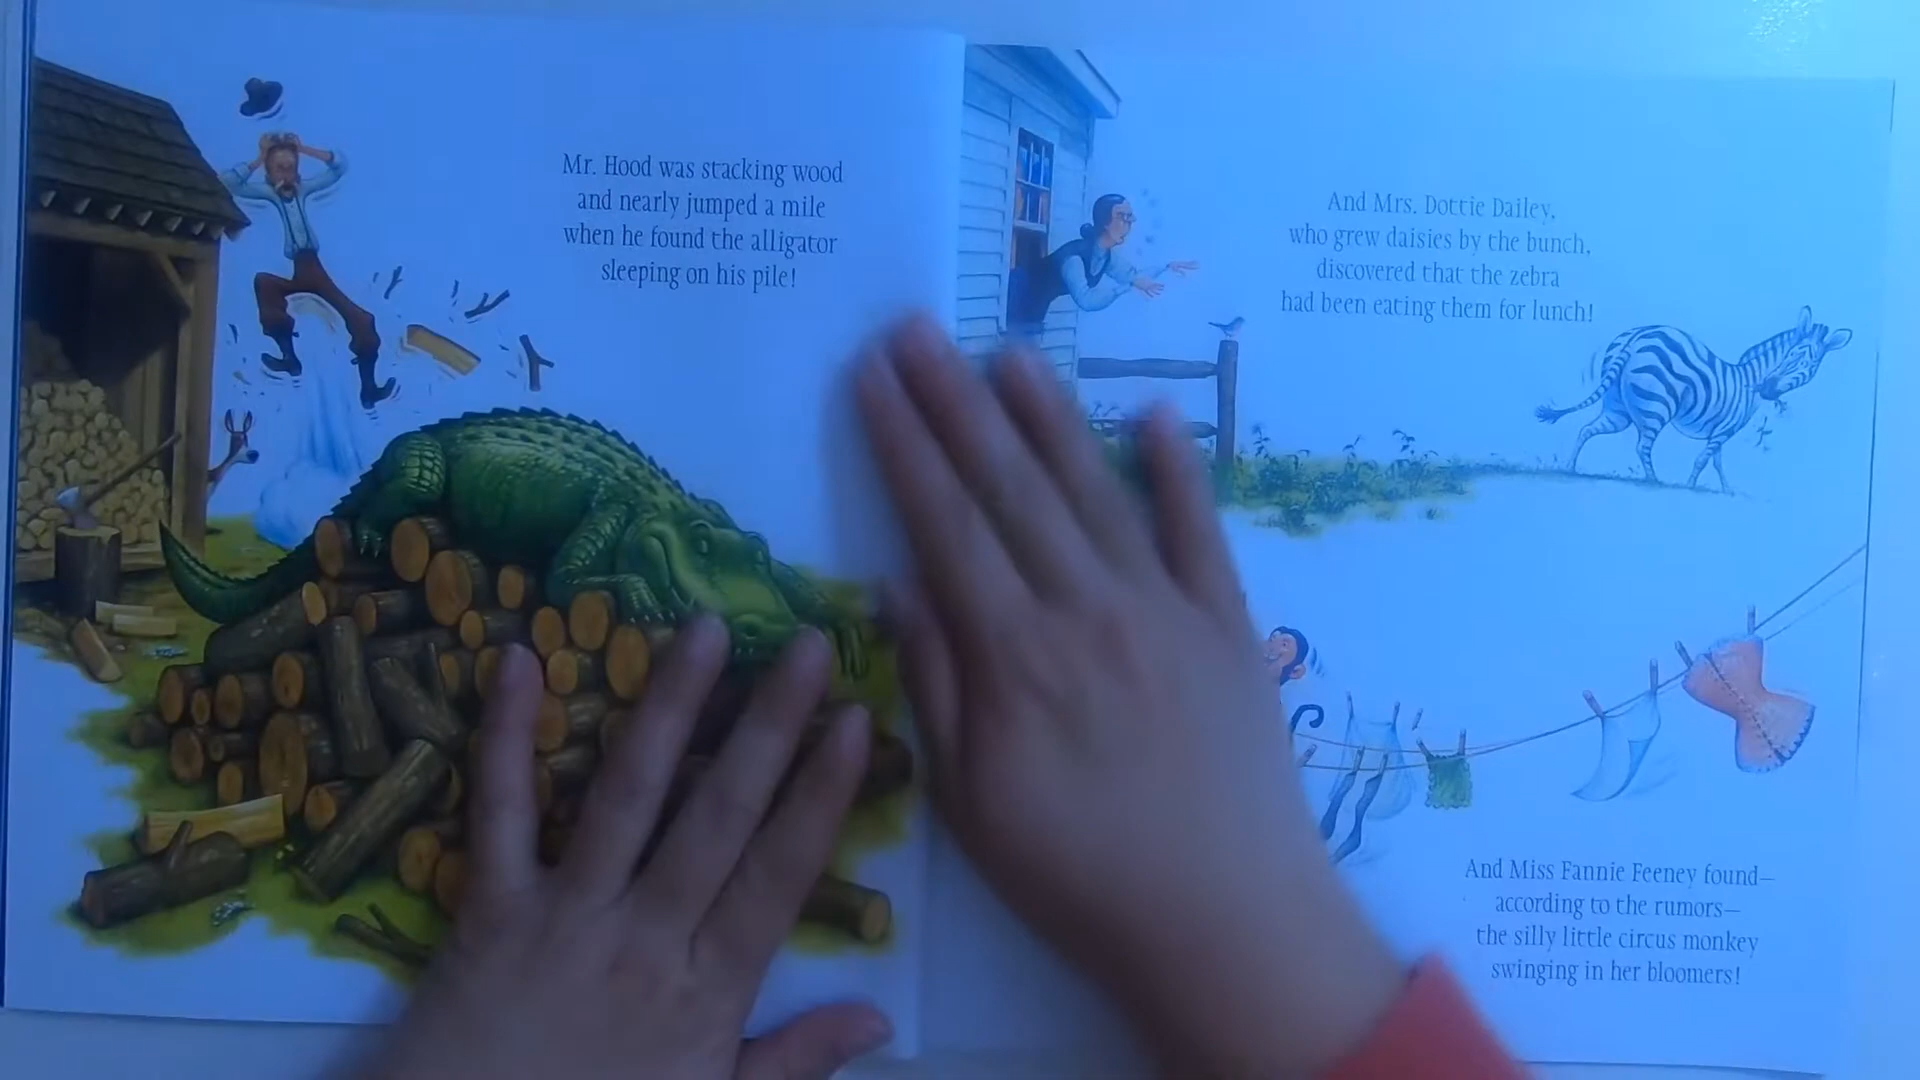 Mr. Hood was stacking wood
and nearly jumped a mile
when he found the alligator
sleeping on his pile!
And Mrs. Dottie Dailey,
who grew daisies by the bunch,
discovered that the zebra
had been eating them for lunch!
And Miss Fannie Feeney found—
according to the rumors—
the silly little circus monkey
swinging in her bloomers!